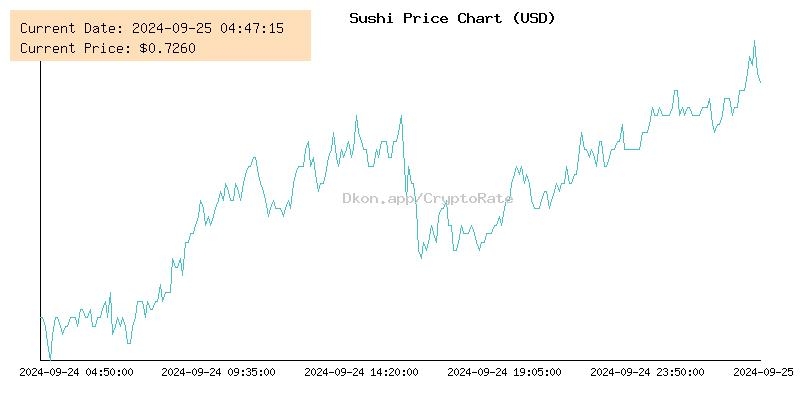 Sushi Price Chart (USD)
Current Date: 2024-09-25 04:47:15
Current Price: $0.7260
Dkon.app/CryptoRate
2024-09-24 04:50:00 2024-09-24 09:35:00 2024-09-24 14:20:00 2024-09-24 19:05:00 2024-09-24 23:50:00 2024-09-25